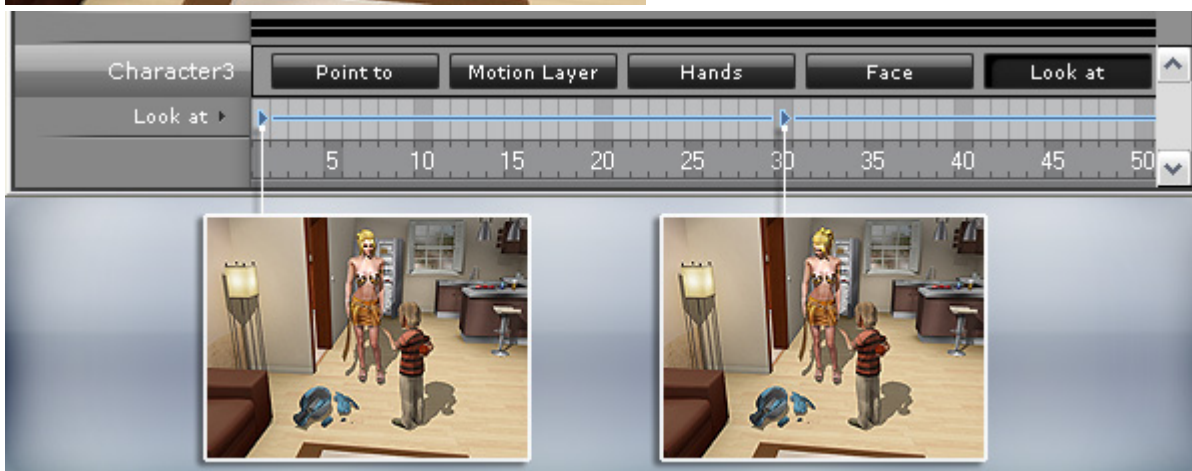 Character3 Point to Motion Layer Hands Face Look at
Look at
5 10 15 20 25 30 35 40 45 50